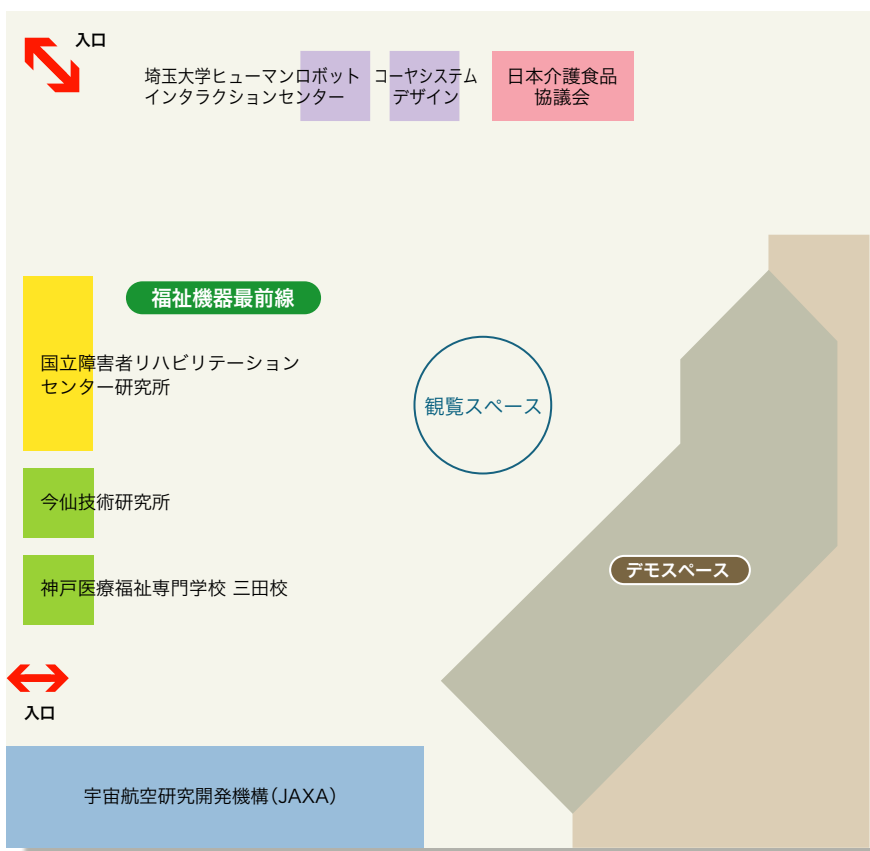 入口
埼玉大学ヒューマンロボット
インタラクションセンター
コーヤシステム
デザイン
日本介護食品
協議会
福祉機器最前線
国立障害者リハビリテーション
センター研究所
観覧スペース
今仙技術研究所
デモスペース
神戸医療福祉専門学校 三田校
入口
宇宙航空研究開発機構(JAXA)